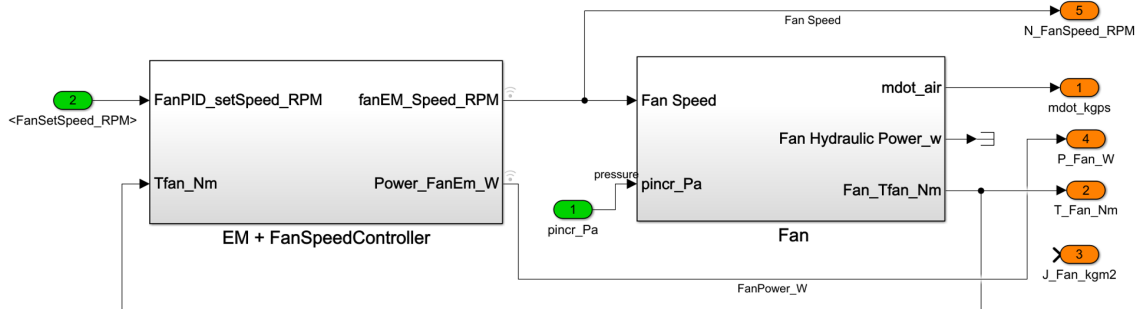 Fan Speed
5
N_FanSpeed_RPM
2
<FanSetSpeed_RPM>
FanPID_setSpeed_RPM
fanEM_Speed_RPM
Tfan_Nm
Power_FanEm_W
EM + FanSpeedController
pressure
1
pincr_Pa
Fan Speed
mdot_air
Fan Hydraulic Power_w
pincr_Pa
Fan_Tfan_Nm
Fan
1
mdot_kgps
4
P_Fan_W
2
T_Fan_Nm
3
J_Fan_kgm2
FanPower_W